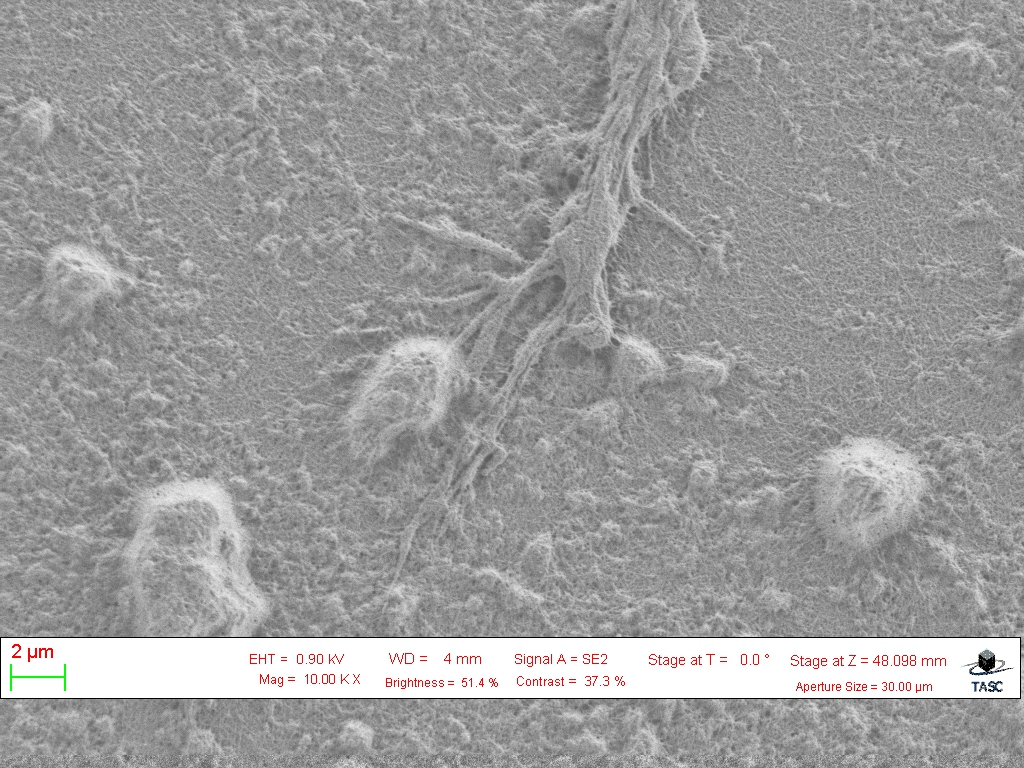 2 µm
EHT = 0.90 kV WD = 4 mm Signal A = SE2 Stage at T = 0.0 ° Stage at Z = 48.098 mm
Mag = 10.00 K X Brightness = 51.4 % Contrast = 37.3 % Aperture Size = 30.00 µm
TASC